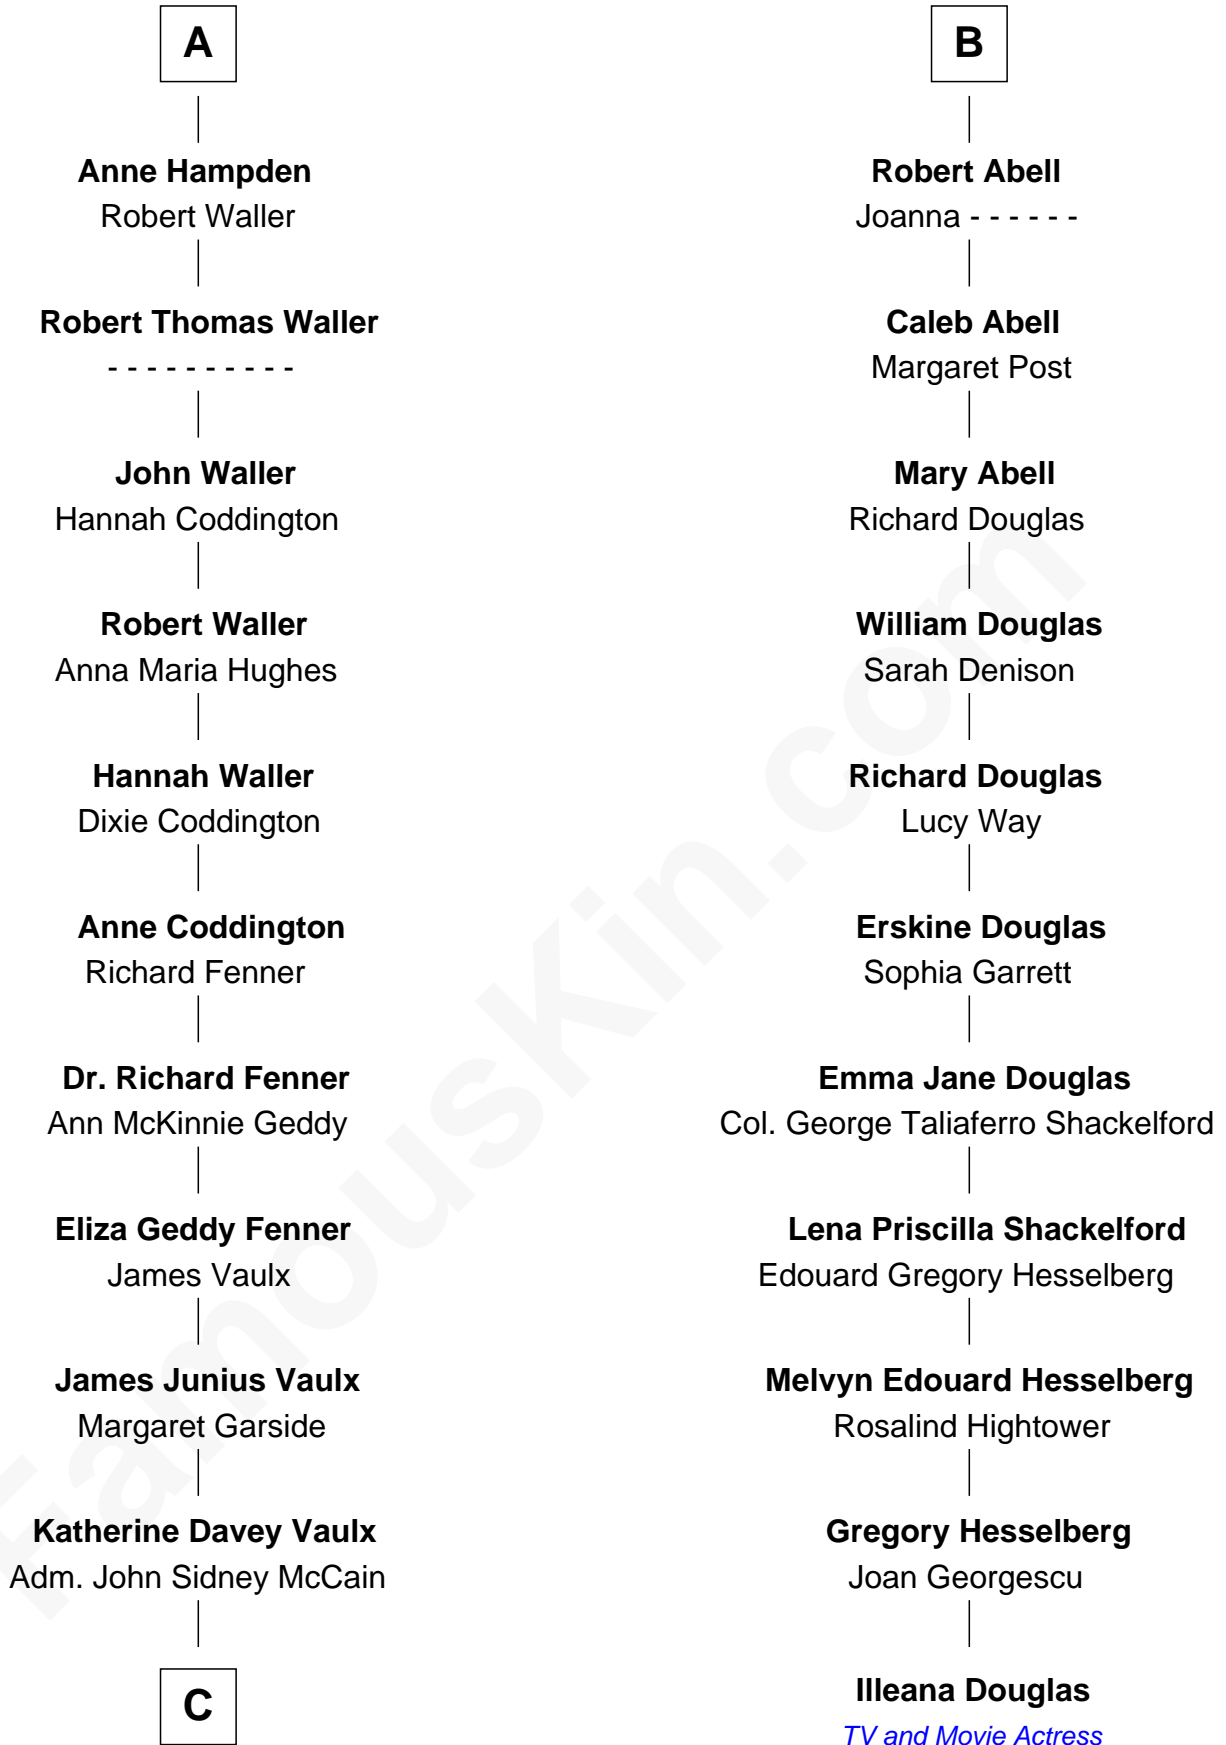 A
Anne Hampden
Robert Waller
Robert Thomas Waller
- - - - - - - - - -
John Waller
Hannah Coddington
Robert Waller
Anna Maria Hughes
Hannah Waller
Dixie Coddington
Anne Coddington
Richard Fenner
Dr. Richard Fenner
Ann McKinnie Geddy
Eliza Geddy Fenner
James Vaulx
James Junius Vaulx
Margaret Garside
Katherine Davey Vaulx
Adm. John Sidney McCain
C
B
Robert Abell
Joanna - - - - - -
Caleb Abell
Margaret Post
Mary Abell
Richard Douglas
William Douglas
Sarah Denison
Richard Douglas
Lucy Way
Erskine Douglas
Sophia Garrett
Emma Jane Douglas
Col. George Taliaferro Shackelford
Lena Priscilla Shackelford
Edouard Gregory Hesselberg
Melvyn Edouard Hesselberg
Rosalind Hightower
Gregory Hesselberg
Joan Georgescu
Illeana Douglas
TV and Movie Actress
FamousKin.com